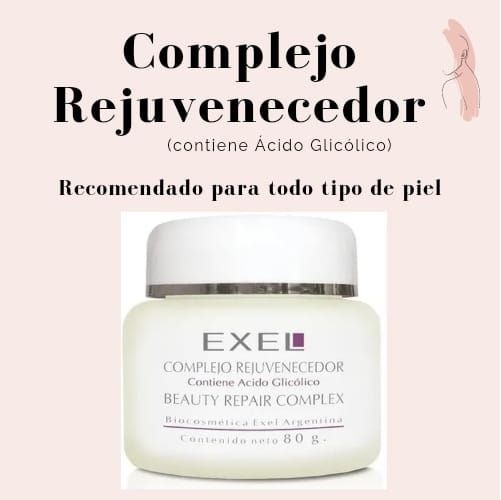 Complejo
Rejuvenecedor
(contiene Ácido Glicólico)
Recomendado para todo tipo de piel
EXEL
COMPLEJO REJUVENECEDOR
Contiene Acido Glicólico
BEAUTY REPAIR COMPLEX
Biocosmética Exel Argentina
Contenido neto 80 g.